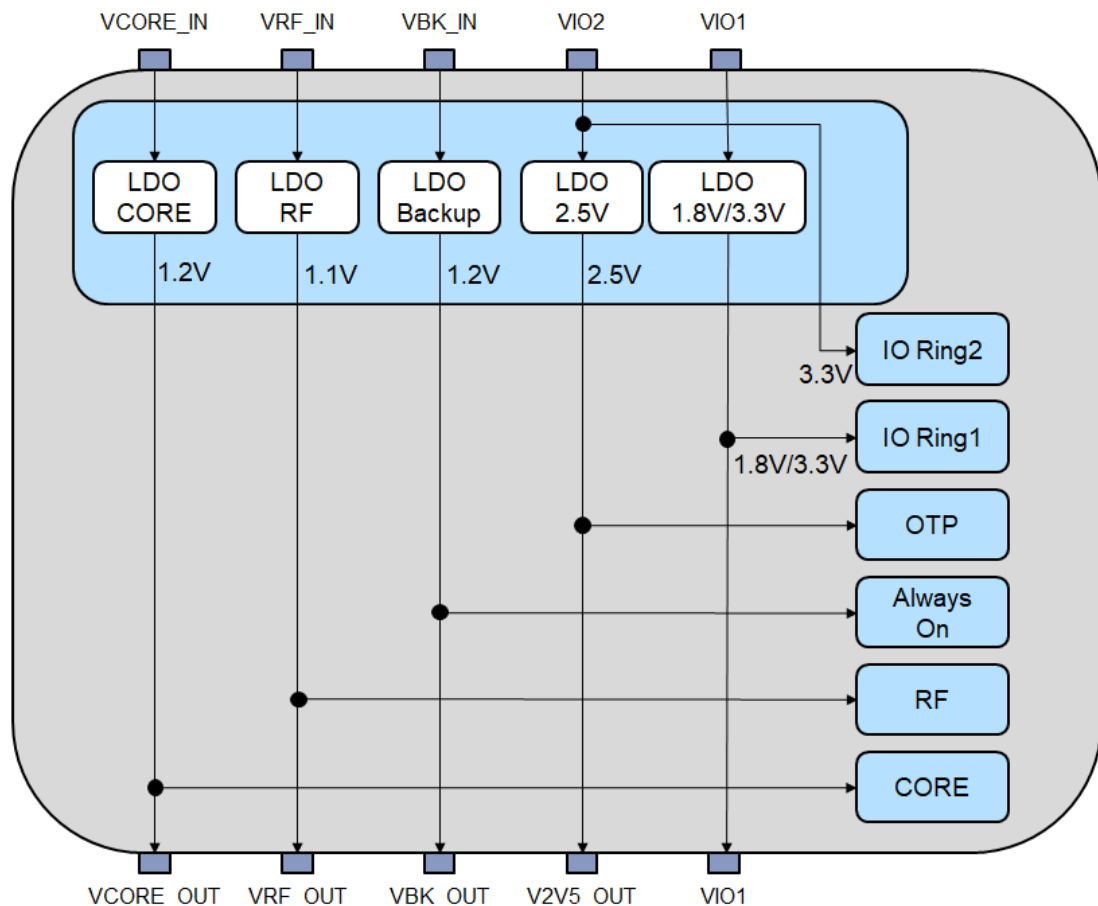 VCORE_IN
VRF_IN
VBK_IN
VIO2
VIO1
LDO
CORE
LDO
RF
LDO
Backup
LDO
2.5V
LDO
1.8V/3.3V
1.2V
1.1V
1.2V
2.5V
IO Ring2
3.3V
IO Ring1
1.8V/3.3V
OTP
Always
On
RF
CORE
VCORE_OUT
VRF_OUT
VBK_OUT
V2V5_OUT
VIO1